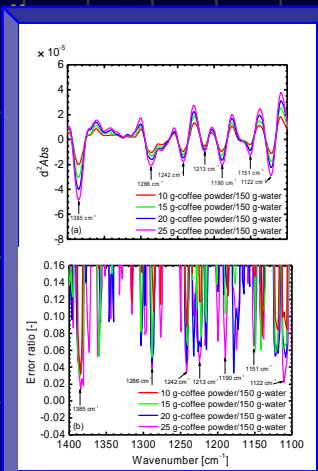 × 10⁻⁵
6
4
2
0
-2
-4
-6
-8
d²Abs
1385 cm⁻¹
1286 cm⁻¹
1242 cm⁻¹
1213 cm⁻¹
1190 cm⁻¹
1151 cm⁻¹
1122 cm⁻¹
10 g-coffee powder/150 g-water
15 g-coffee powder/150 g-water
20 g-coffee powder/150 g-water
25 g-coffee powder/150 g-water
(a)
0.16
0.14
0.12
0.10
0.08
0.06
0.04
0.02
0.00
-0.02
-0.04
Error ratio [-]
1385 cm⁻¹
1286 cm⁻¹
1242 cm⁻¹
1213 cm⁻¹
1190 cm⁻¹
1151 cm⁻¹
1122 cm⁻¹
10 g-coffee powder/150 g-water
15 g-coffee powder/150 g-water
20 g-coffee powder/150 g-water
25 g-coffee powder/150 g-water
(b)
1400 1350 1300 1250 1200 1150 1100
Wavenumber [cm⁻¹]